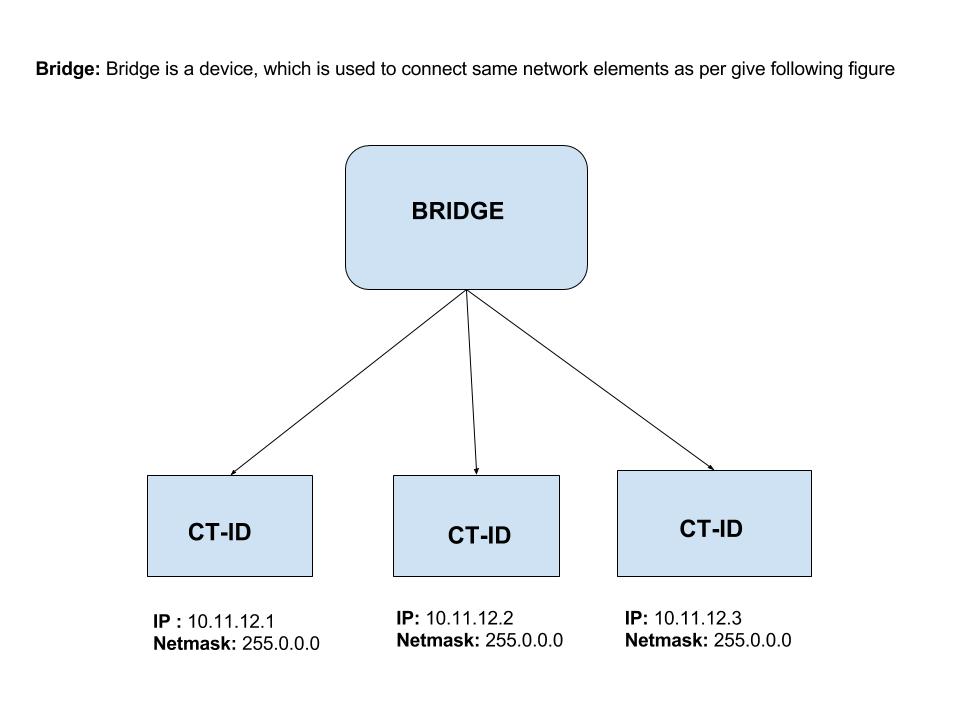 Bridge: Bridge is a device, which is used to connect same network elements as per give following figure
BRIDGE
CT-ID
CT-ID
CT-ID
IP : 10.11.12.1
Netmask: 255.0.0.0
IP: 10.11.12.2
Netmask: 255.0.0.0
IP: 10.11.12.3
Netmask: 255.0.0.0